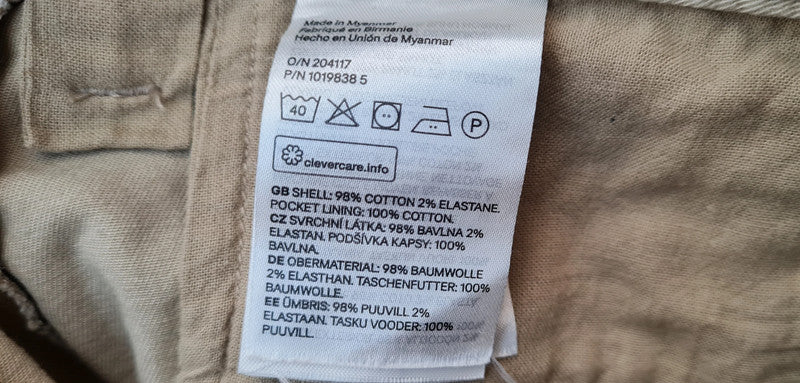 Made in Myanmar
Fabriqué en Birmanie
Hecho en Unión de Myanmar
O/N 204117
P/N 1019838 5
40
P
clevercare.info
GB SHELL: 98% COTTON 2% ELASTANE.
POCKET LINING: 100% COTTON.
CZ SVRCHNÍ LÁTKA: 98% BAVLNA 2%
ELASTAN. PODŠÍVKA KAPSY: 100%
BAVLNA.
DE OBERMATERIAL: 98% BAUMWOLLE
2% ELASTHAN. TASCHENFUTTER: 100%
BAUMWOLLE.
EE ÜMBRIS: 98% PUUVILL 2%
ELASTAAN. TASKU VOODER: 100%
PUUVILL.